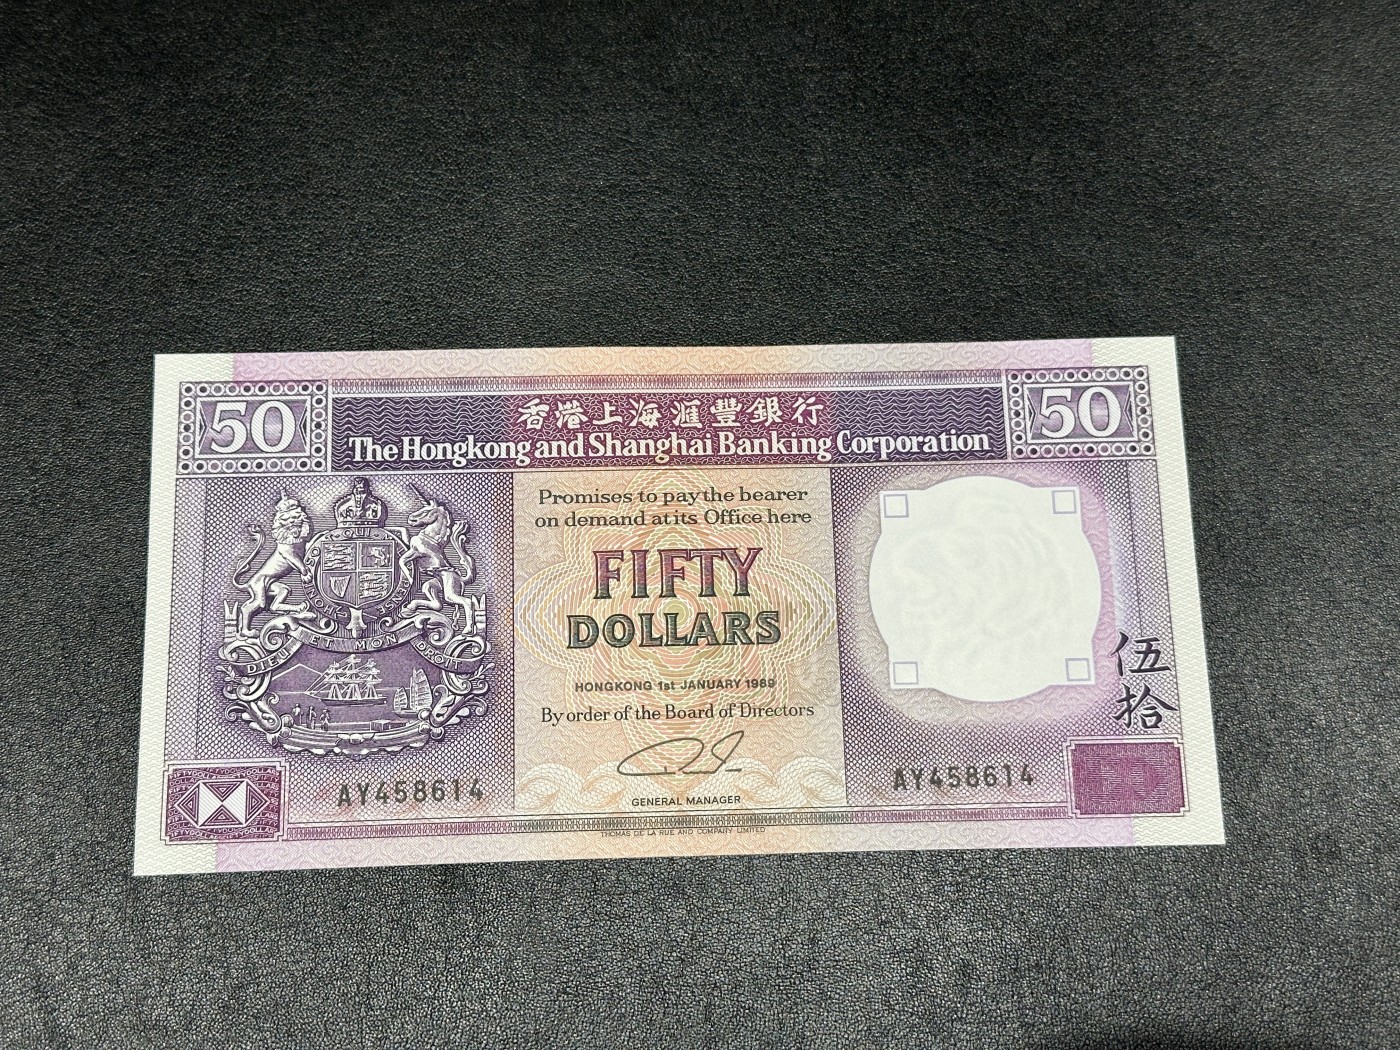 50
50
香港上海滙豐銀行
The Hongkong and Shanghai Banking Corporation
Promises to pay the bearer
on demand at its Office here
FIFTY
DOLLARS
HONGKONG 1st JANUARY 1989
By order of the Board of Directors
GENERAL MANAGER
DIEU ET MON DROIT
伍
拾
AY458614
AY458614
THOMAS DE LA RUE AND COMPANY LIMITED